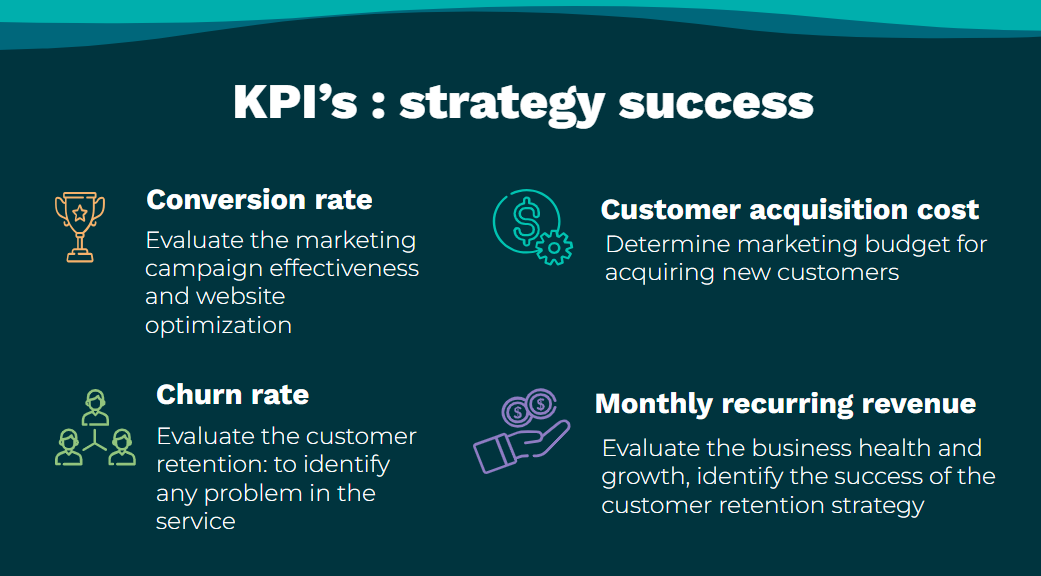 KPI’s : strategy success
Conversion rate
Evaluate the marketing
campaign effectiveness
and website
optimization
Customer acquisition cost
Determine marketing budget for
acquiring new customers
Churn rate
Evaluate the customer
retention: to identify
any problem in the
service
Monthly recurring revenue
Evaluate the business health and
growth, identify the success of the
customer retention strategy